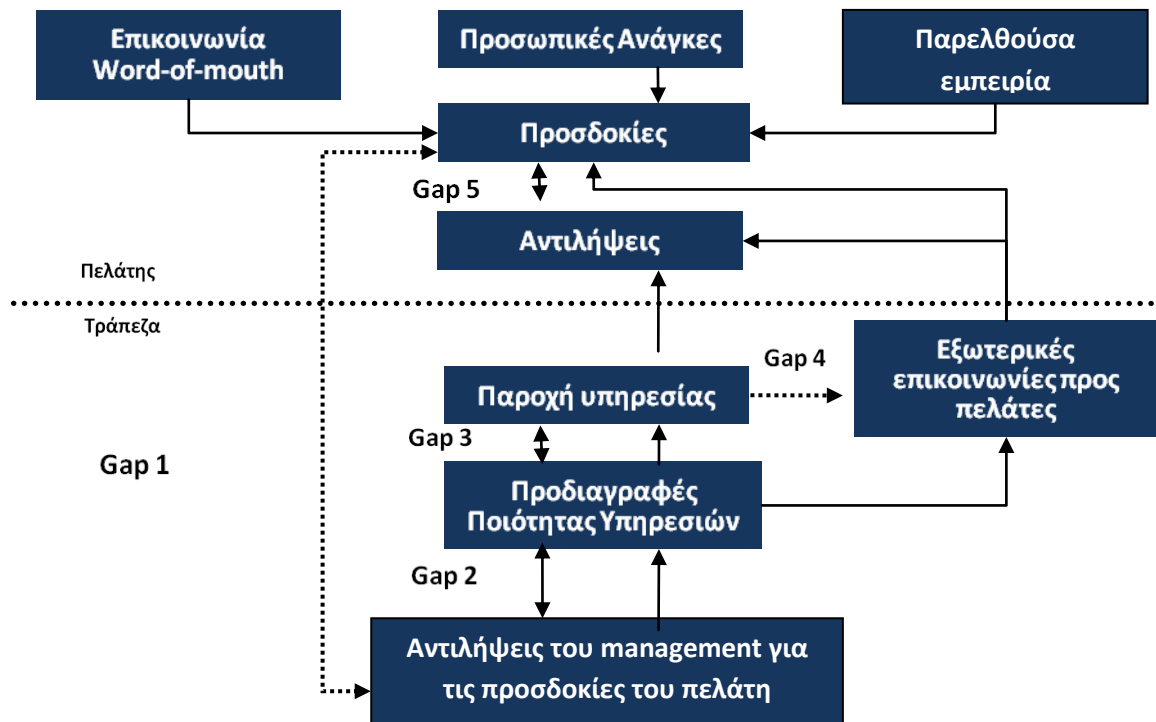 Επικοινωνία
Word-of-mouth
Προσωπικές Ανάγκες
Παρελθούσα
εμπειρία
Προσδοκίες
Gap 5
Αντιλήψεις
Πελάτης
Τράπεζα
Gap 4
Εξωτερικές
επικοινωνίες προς
πελάτες
Παροχή υπηρεσίας
Gap 3
Gap 1
Προδιαγραφές
Ποιότητας Υπηρεσιών
Gap 2
Αντιλήψεις του management για
τις προσδοκίες του πελάτη